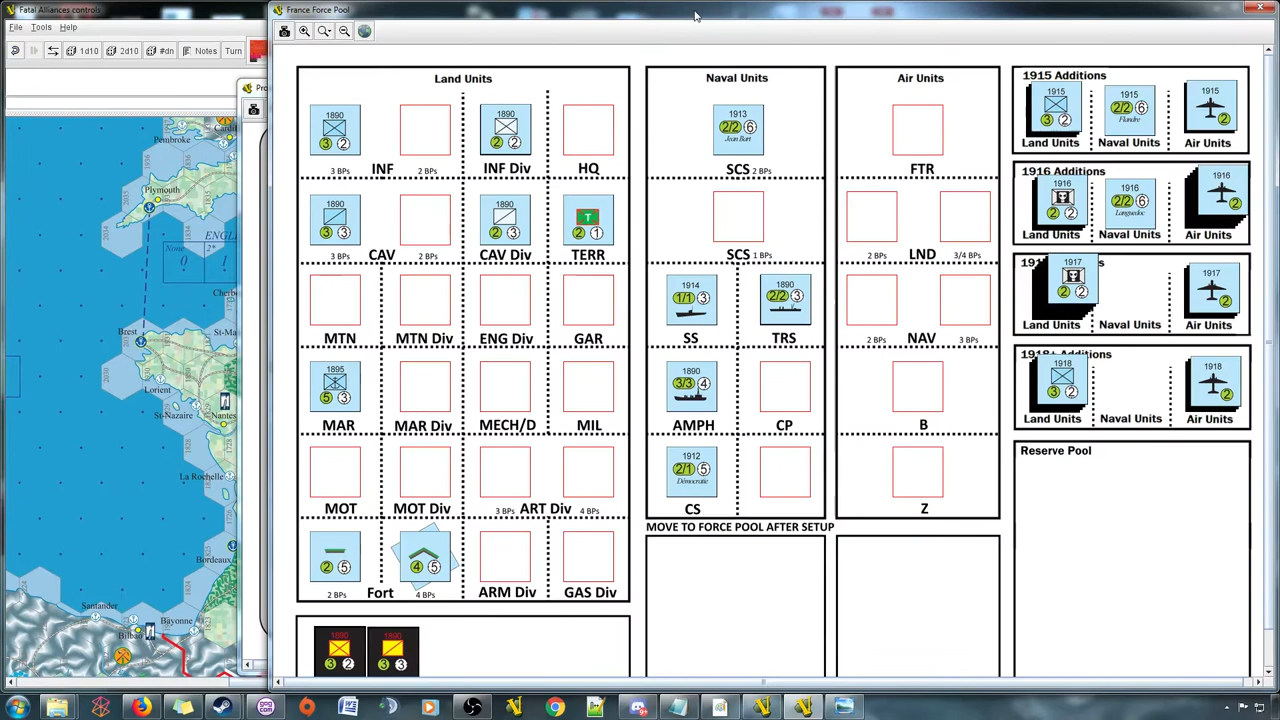 Fatal Alliances controls
File Tools Help
1d10 2d10 #dn Notes Turn
France Force Pool
Pembroke
Plymouth
Brest
Lorient
St-Nazaire
Nantes
La Rochelle
Bordeaux
Santander
Bayonne
Bilbao
None
0
Land Units
1890
3 2
3 BPs INF 2 BPs
1890
2 2
INF Div
HQ
1890
3 3
3 BPs CAV 2 BPs
1890
2 3
CAV Div
T
2 1
TERR
MTN
MTN Div
ENG Div
GAR
1895
5 3
MAR
MAR Div
MECH/D
MIL
MOT
MOT Div
3 BPs ART Div 4 BPs
2 5
4 5
2 BPs Fort 4 BPs
ARM Div
GAS Div
1890
3 2
1890
3 3
Naval Units
1913
2/2 6
Jean Bart
SCS 2 BPs
SCS 1 BPs
1914
1/1 3
SS
1890
2/2 3
TRS
1890
3/3 4
AMPH
CP
1912
2/1 5
Démocratie
CS
MOVE TO FORCE POOL AFTER SETUP
Air Units
FTR
2 BPs LND 3/4 BPs
2 BPs NAV 3 BPs
B
Z
1915 Additions
1915
3 2
Land Units
1915
2/2 6
Flandre
Naval Units
1915
2
Air Units
1916 Additions
1916
2 2
Land Units
1916
2/2 6
Languedoc
Naval Units
1916
2
Air Units
1917
2 2
Land Units
Naval Units
1917
2
Air Units
1918+ Additions
1918
3 2
Land Units
Naval Units
1918
2
Air Units
Reserve Pool